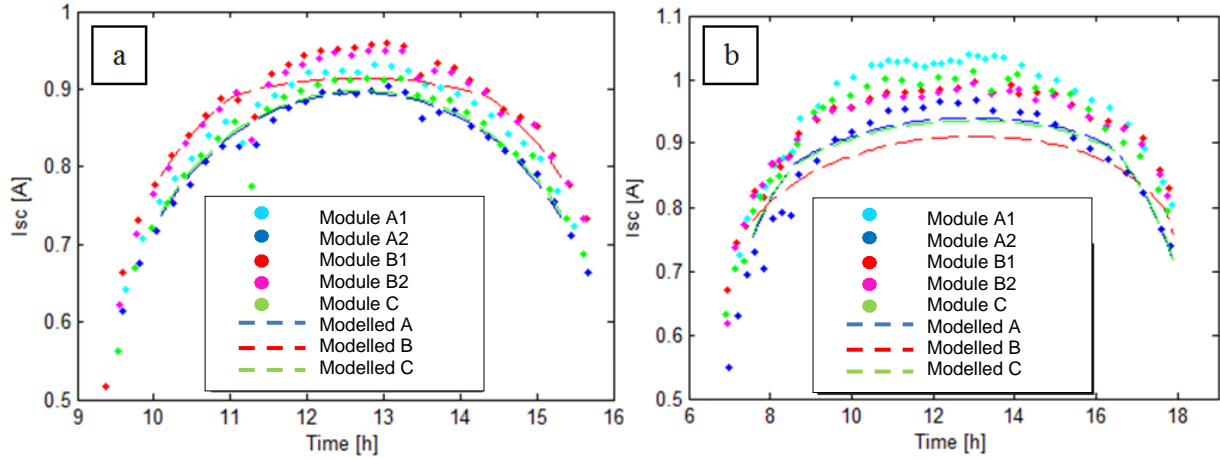 a
Isc [A]
1
0.9
0.8
0.7
0.6
0.5
9
10
11
12
13
14
15
16
Time [h]
Module A1
Module A2
Module B1
Module B2
Module C
Modelled A
Modelled B
Modelled C
b
Isc [A]
1.1
1
0.9
0.8
0.7
0.6
0.5
6
8
10
12
14
16
18
Time [h]
Module A1
Module A2
Module B1
Module B2
Module C
Modelled A
Modelled B
Modelled C